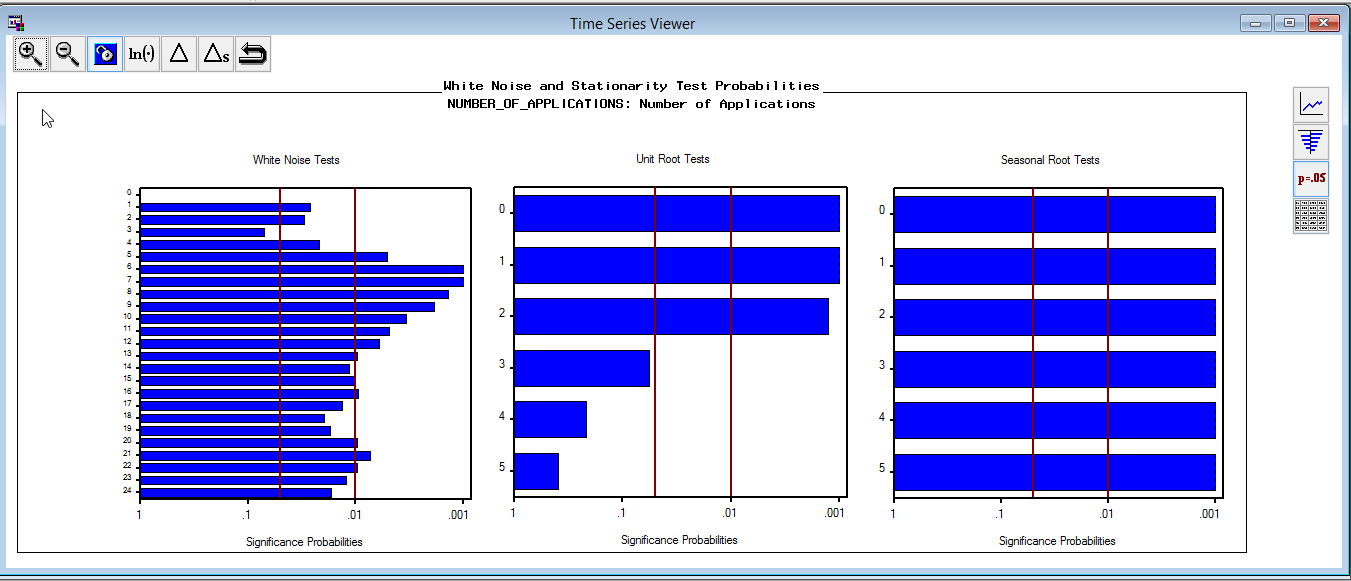 Time Series Viewer
ln(·) Δ Δs
White Noise and Stationarity Test Probabilities
NUMBER_OF_APPLICATIONS: Number of Applications
p=.05
White Noise Tests
0
1
2
3
4
5
6
7
8
9
10
11
12
13
14
15
16
17
18
19
20
21
22
23
24
1 .1 .01 .001
Significance Probabilities
Unit Root Tests
0
1
2
3
4
5
1 .1 .01 .001
Significance Probabilities
Seasonal Root Tests
0
1
2
3
4
5
1 .1 .01 .001
Significance Probabilities